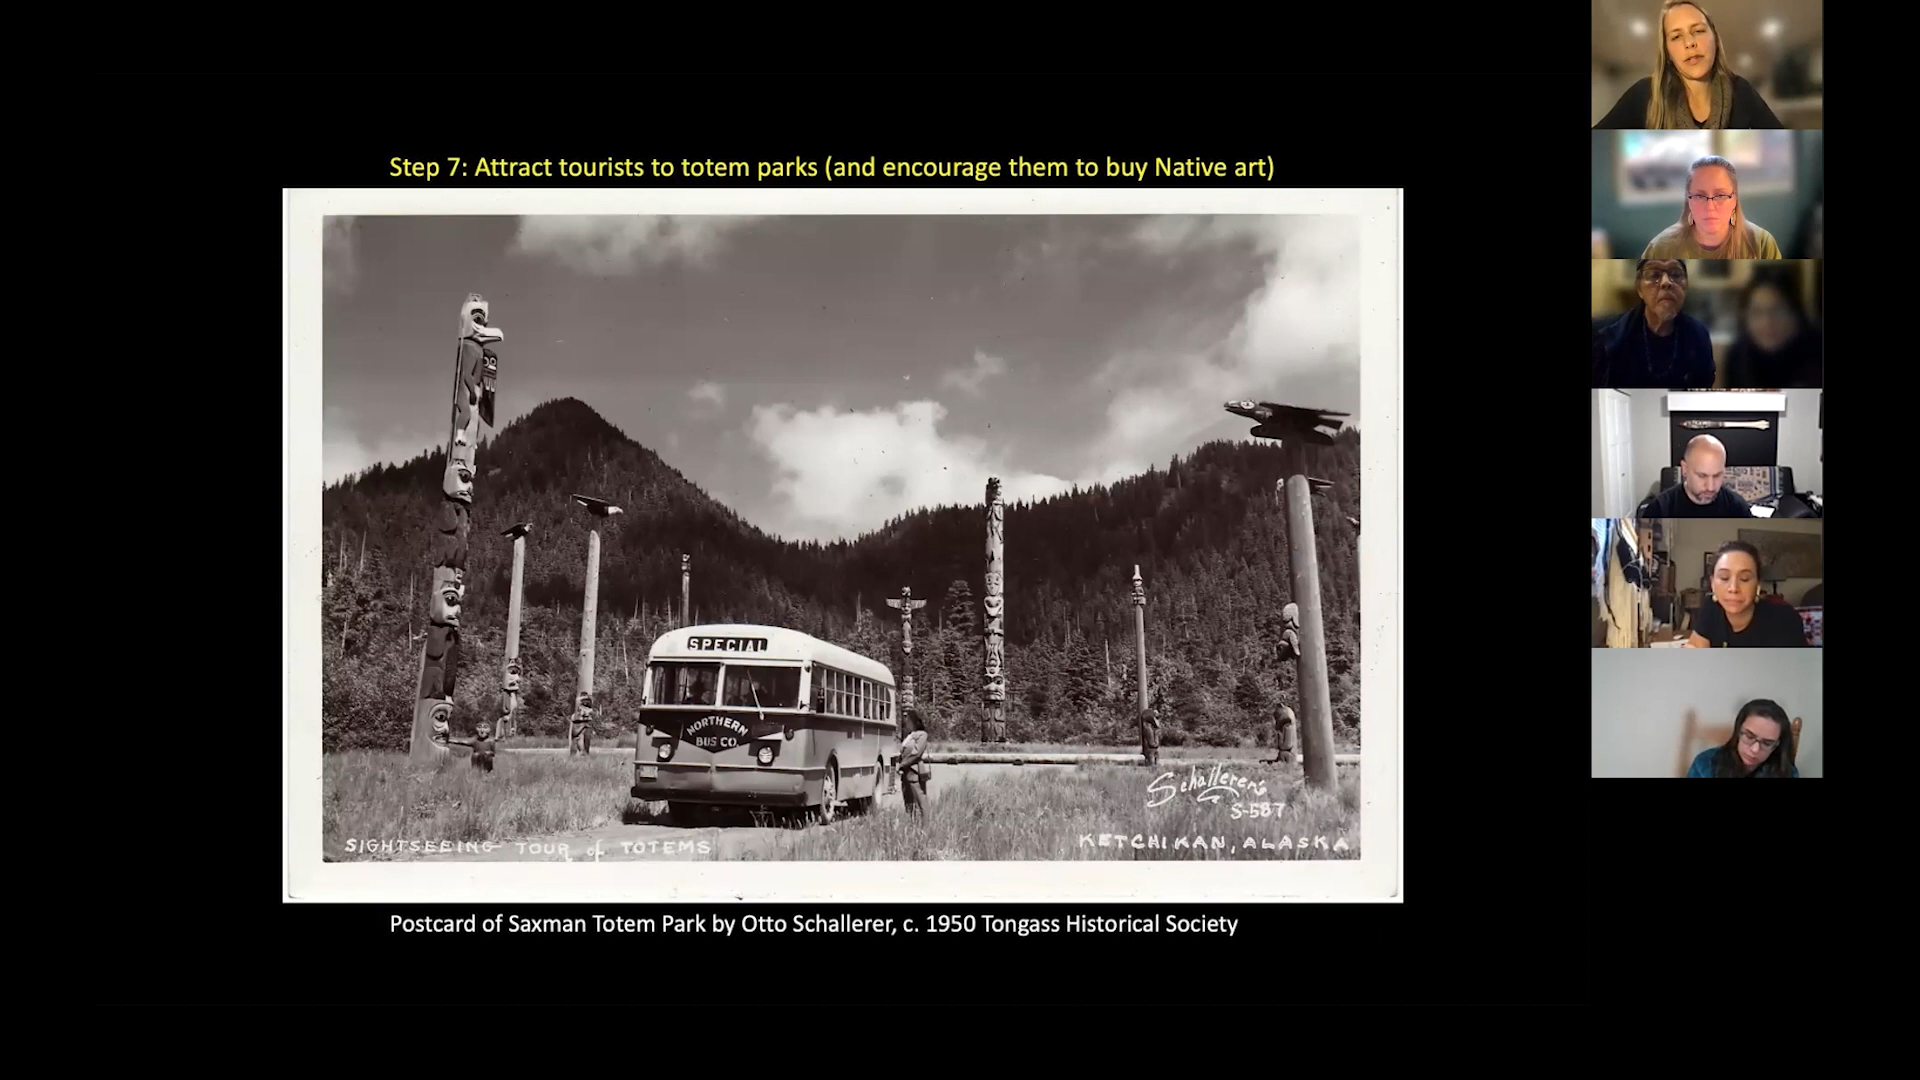 Step 7: Attract tourists to totem parks (and encourage them to buy Native art)
SPECIAL
NORTHERN
BUS CO.
Schallerer's
S-587
SIGHTSEEING TOUR of TOTEMS
KETCHIKAN, ALASKA
Postcard of Saxman Totem Park by Otto Schallerer, c. 1950 Tongass Historical Society